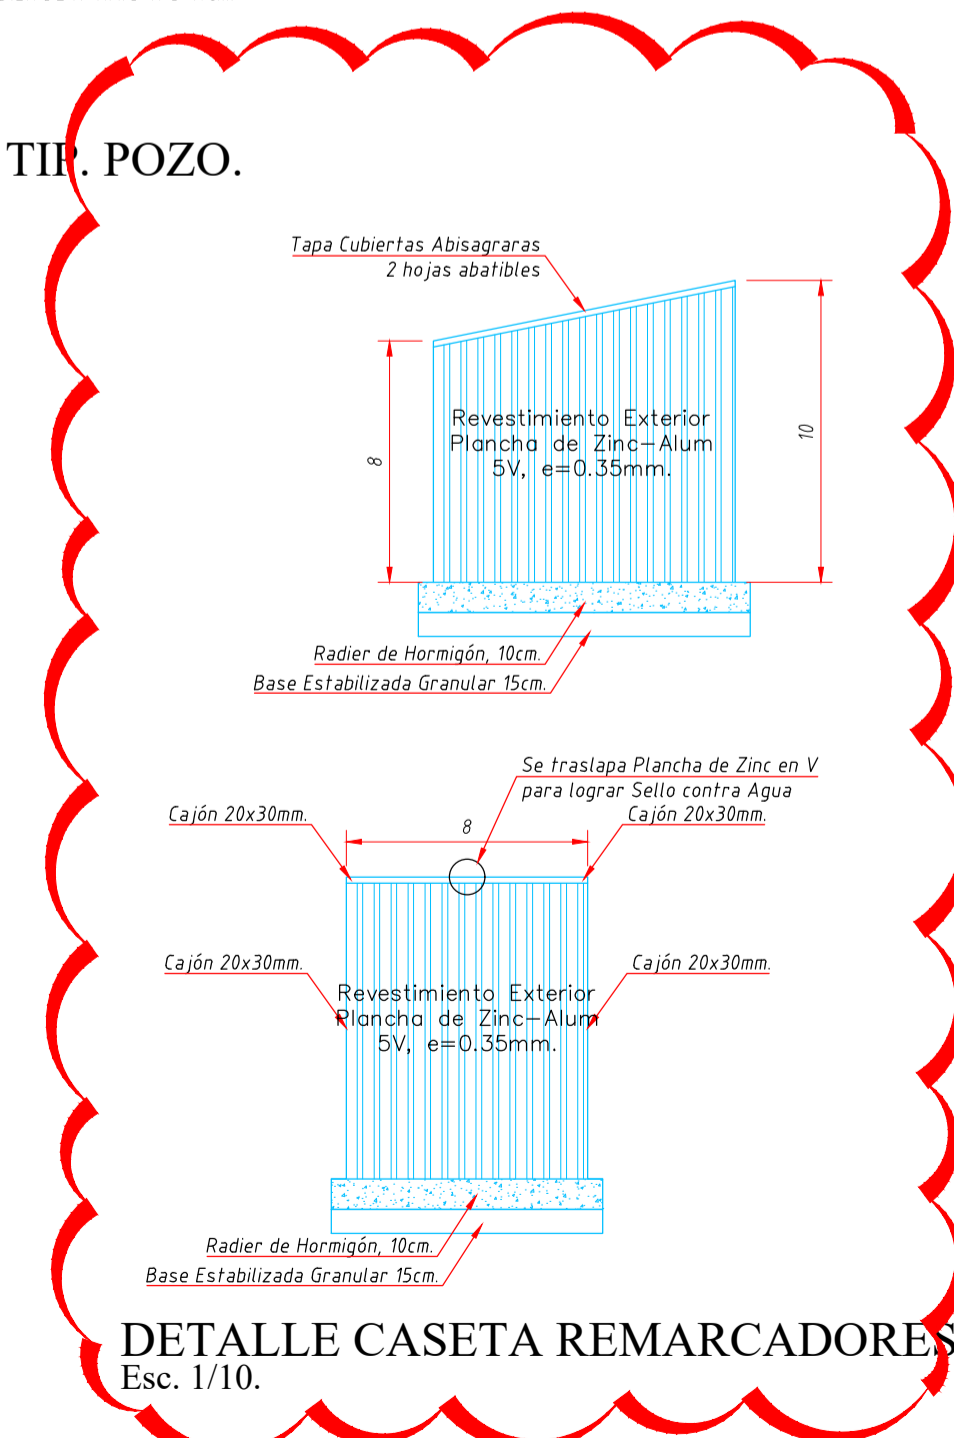 TIP. POZO.
Tapa Cubiertas Abisagraras
2 hojas abatibles
8
10
Revestimiento Exterior
Plancha de Zinc-Alum
5V, e=0.35mm.
Radier de Hormigón, 10cm.
Base Estabilizada Granular 15cm.
Se traslapa Plancha de Zinc en V
para lograr Sello contra Agua
Cajón 20x30mm.
8
Cajón 20x30mm.
Cajón 20x30mm.
Cajón 20x30mm.
Revestimiento Exterior
Plancha de Zinc-Alum
5V, e=0.35mm.
Radier de Hormigón, 10cm.
Base Estabilizada Granular 15cm.
DETALLE CASETA REMARCADORES
Esc. 1/10.